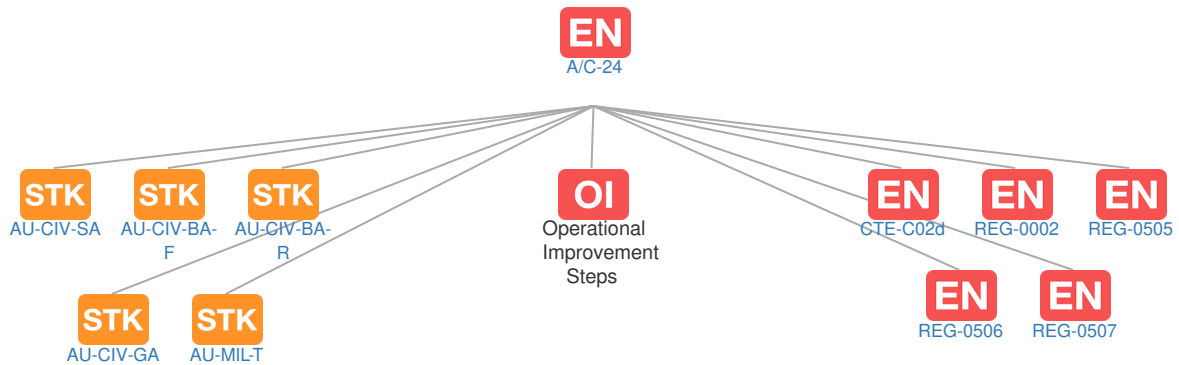 EN
A/C-24
STK
STK
STK
OI
EN
EN
EN
AU-CIV-SA
AU-CIV-BA-
F
AU-CIV-BA-
R
Operational
Improvement
Steps
CTE-C02d
REG-0002
REG-0505
STK
STK
EN
EN
AU-CIV-GA
AU-MIL-T
REG-0506
REG-0507